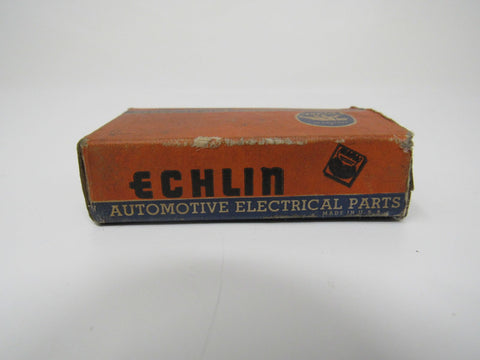 ECHLIN
AUTOMOTIVE ELECTRICAL PARTS
MADE IN U.S.A.